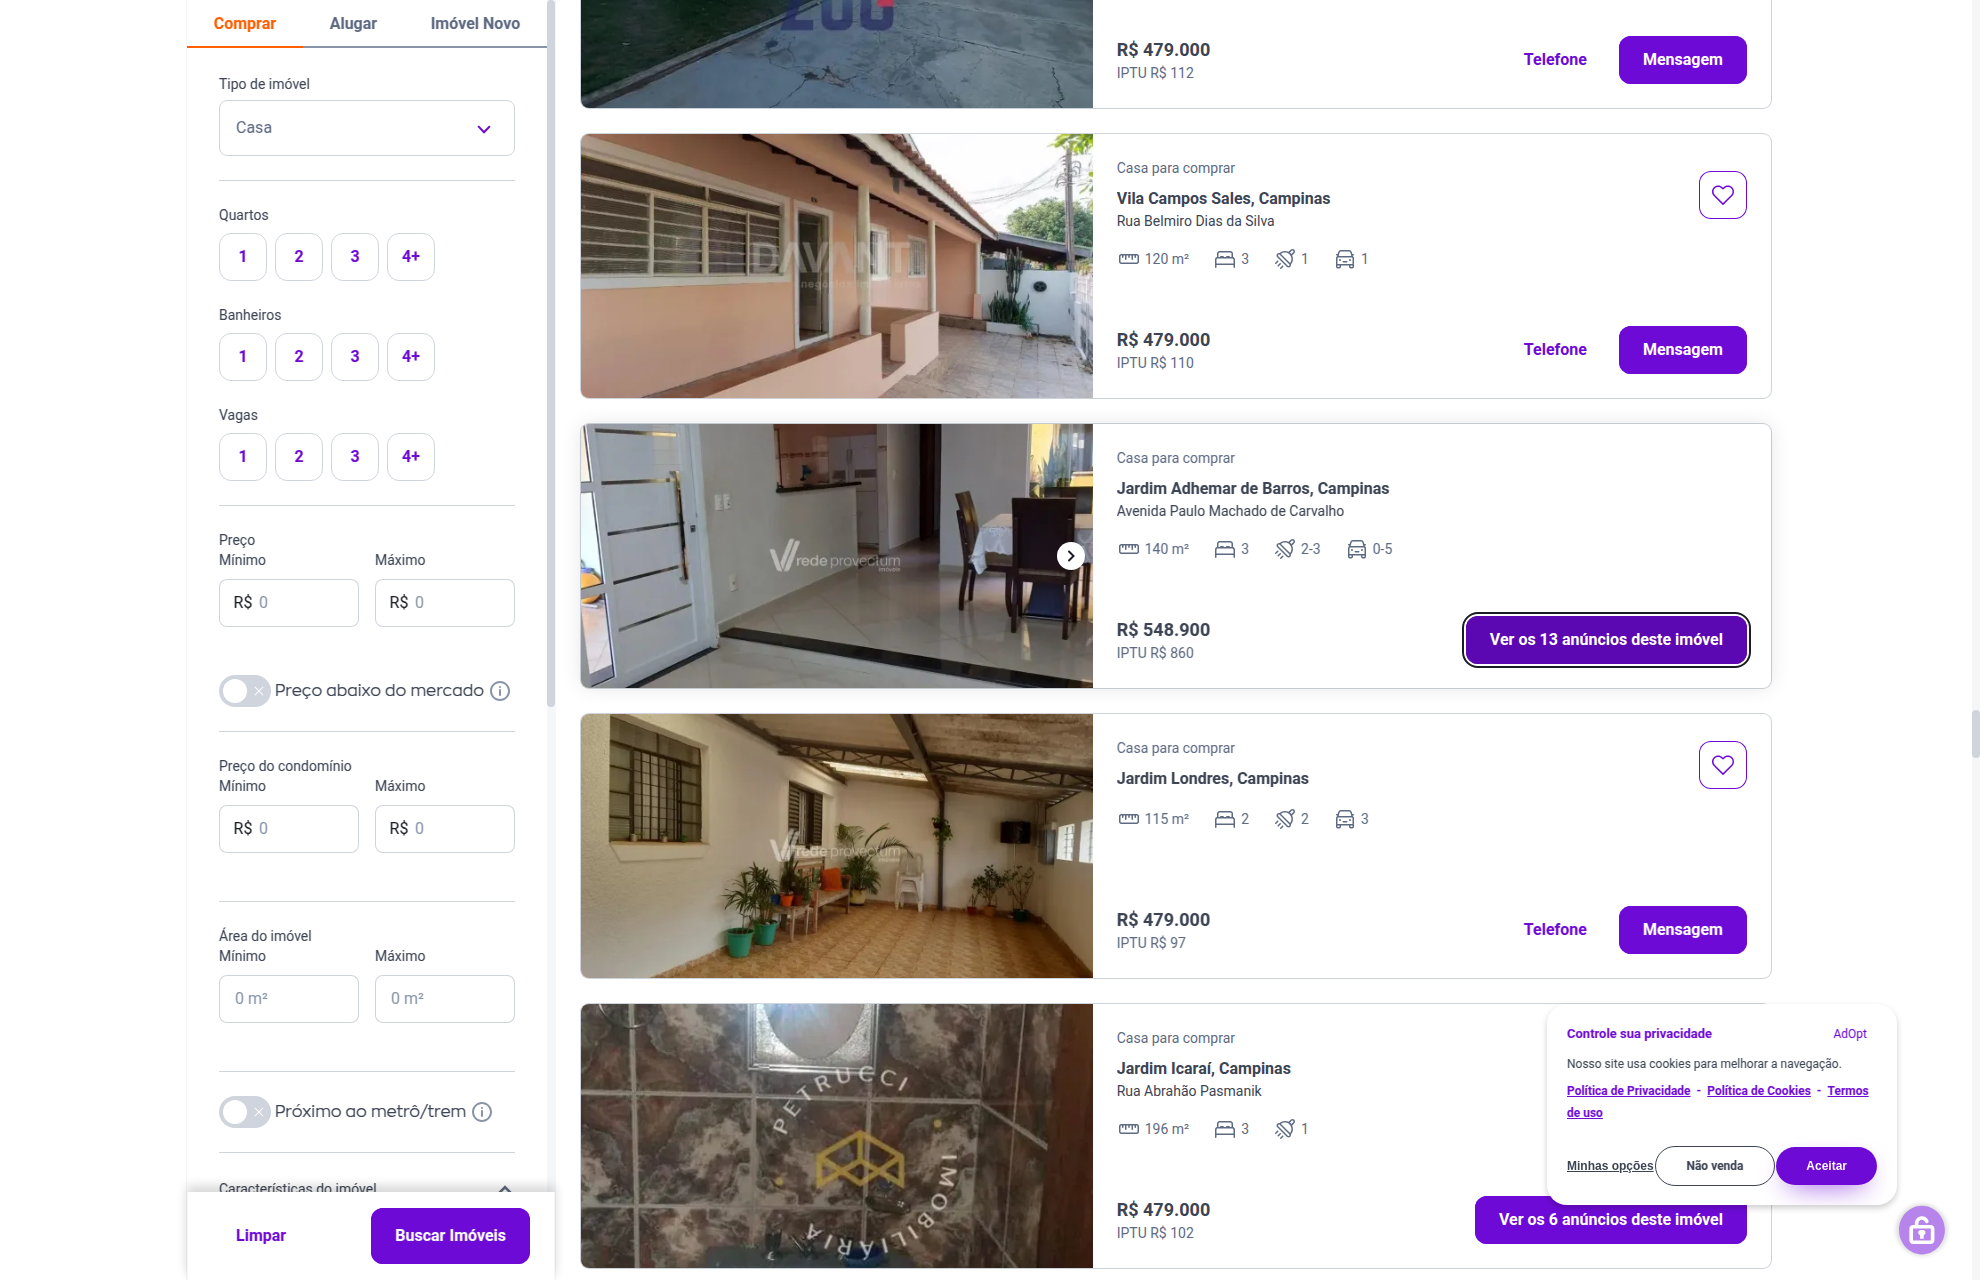 Comprar
Alugar
Imóvel Novo
Tipo de imóvel
Casa
Quartos
1
2
3
4+
Banheiros
1
2
3
4+
Vagas
1
2
3
4+
Preço
Mínimo
Máximo
R$ 0
R$ 0
Preço abaixo do mercado
Preço do condomínio
Mínimo
Máximo
R$ 0
R$ 0
Área do imóvel
Mínimo
Máximo
0 m²
0 m²
Próximo ao metrô/trem
Características do imóvel
Limpar
Buscar Imóveis
R$ 479.000
IPTU R$ 112
Telefone
Mensagem
DAVANT
Casa para comprar
Vila Campos Sales, Campinas
Rua Belmiro Dias da Silva
120 m²
3
1
1
R$ 479.000
IPTU R$ 110
Telefone
Mensagem
rede provectum
imóveis
Casa para comprar
Jardim Adhemar de Barros, Campinas
Avenida Paulo Machado de Carvalho
140 m²
3
2-3
0-5
R$ 548.900
IPTU R$ 860
Ver os 13 anúncios deste imóvel
rede provectum
imóveis
Casa para comprar
Jardim Londres, Campinas
115 m²
2
2
3
R$ 479.000
IPTU R$ 97
Telefone
Mensagem
PETRUCCI
IMOBILIÁRIA
Casa para comprar
Jardim Icaraí, Campinas
Rua Abrahão Pasmanik
196 m²
3
1
R$ 479.000
IPTU R$ 102
Ver os 6 anúncios deste imóvel
Controle sua privacidade
AdOpt
Nosso site usa cookies para melhorar a navegação.
Política de Privacidade - Política de Cookies - Termos
de uso
Minhas opções
Não venda
Aceitar